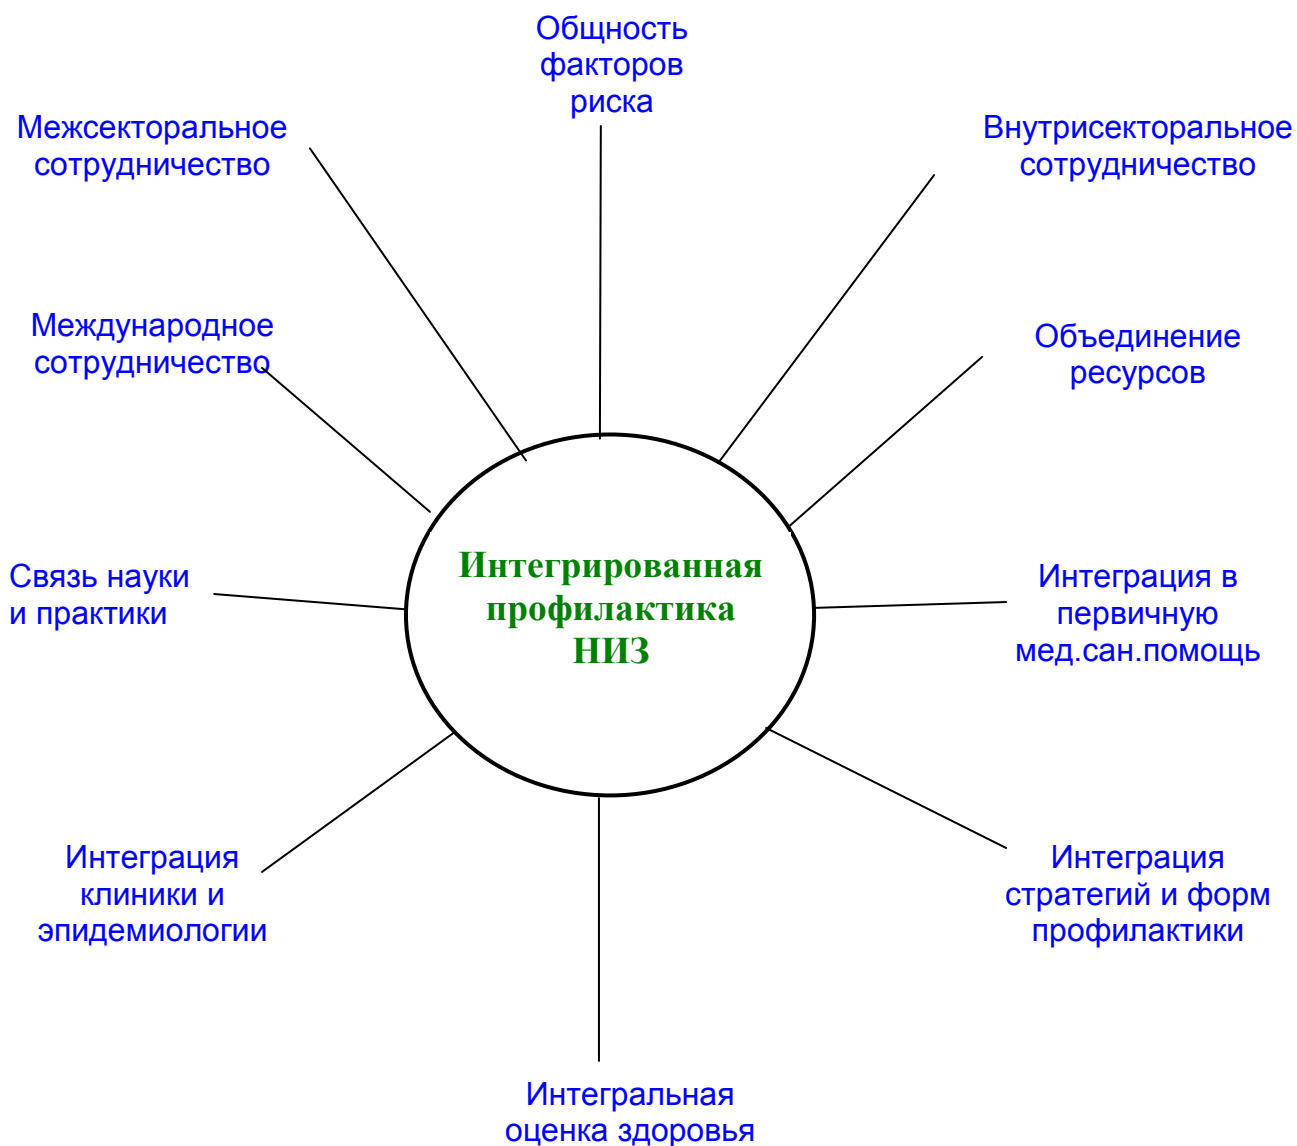 Общность
факторов
риска
Межсекторальное
сотрудничество
Внутрисекторальное
сотрудничество
Международное
сотрудничество
Объединение
ресурсов
Интегрированная
профилактика
НИЗ
Связь науки
и практики
Интеграция в
первичную
мед.сан.помощь
Интеграция
клиники и
эпидемиологии
Интеграция
стратегий и форм
профилактики
Интегральная
оценка здоровья